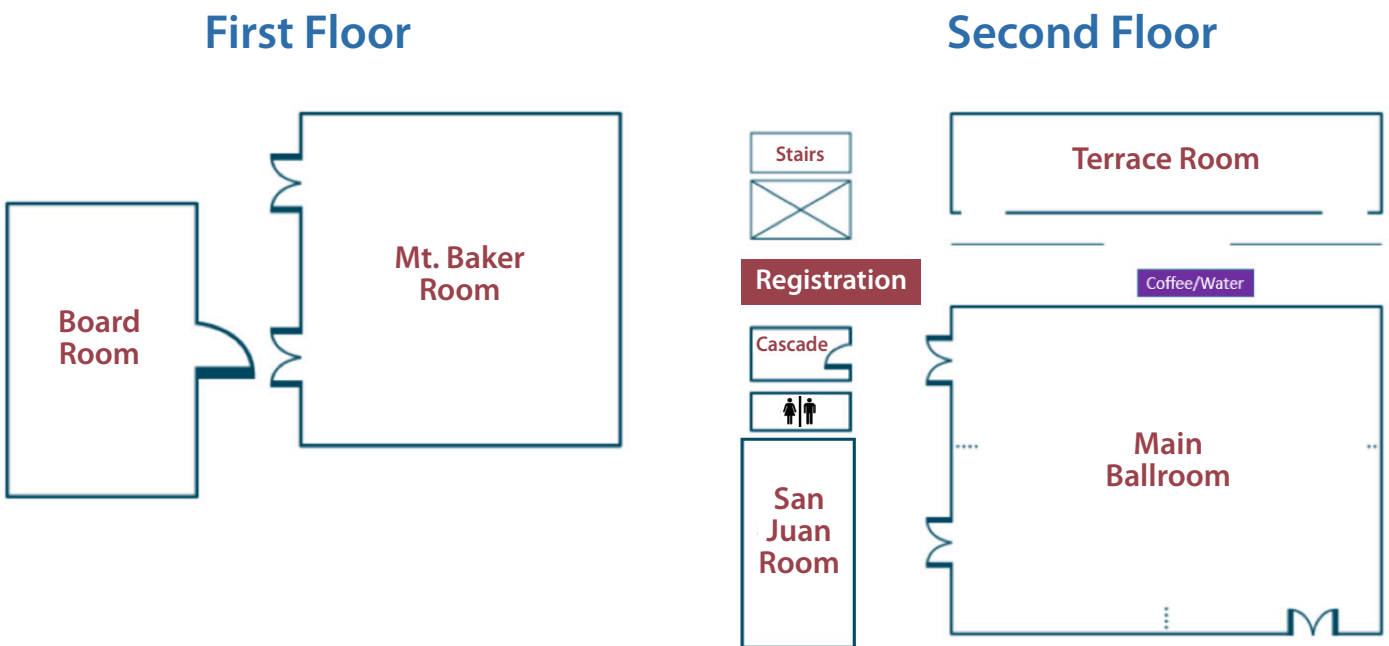 First Floor
Board
Room
Mt. Baker
Room
Second Floor
Stairs
Terrace Room
Registration
Coffee/Water
Cascade
Main
Ballroom
San
Juan
Room